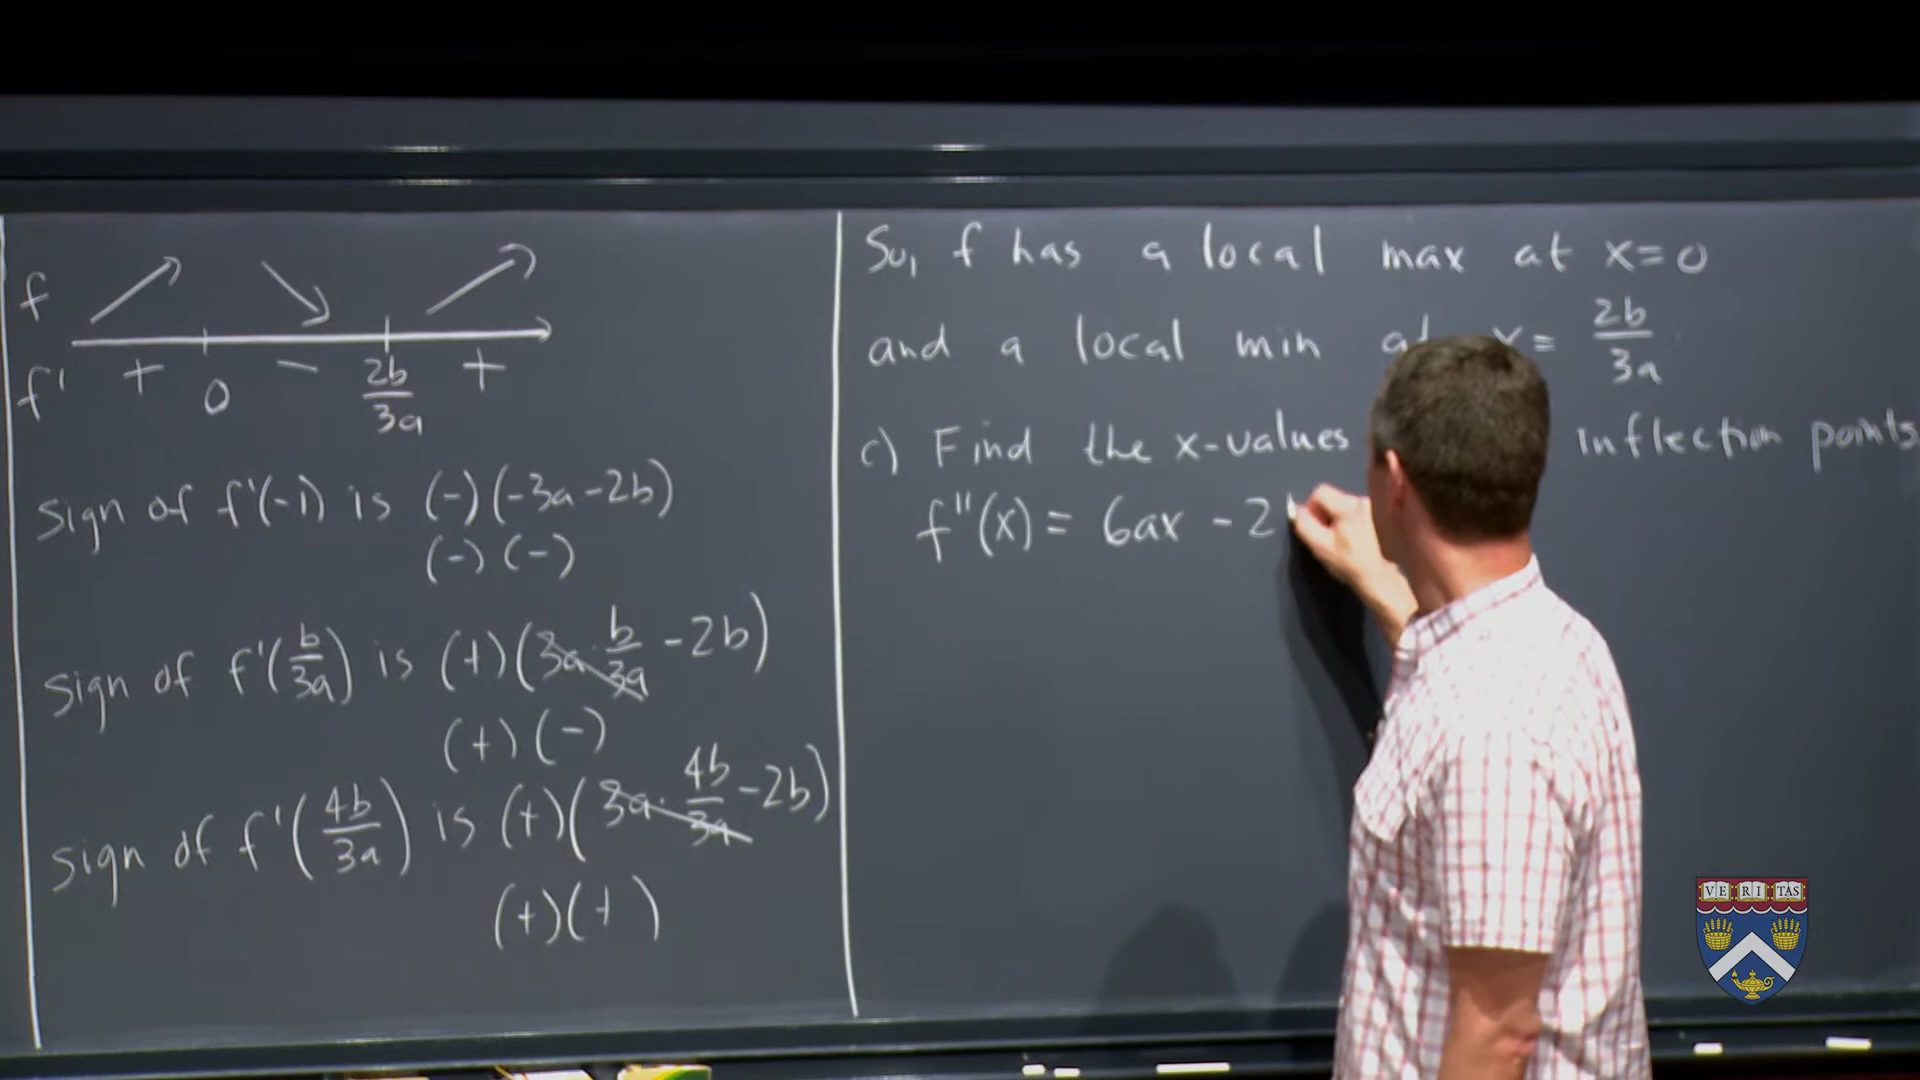 f
f' + 0 − 2b/3a +
sign of f'(-1) is (-)(-3a-2b)
(-)(-)
sign of f'(b/3a) is (+)(3a·b/3a -2b)
(+)(-)
sign of f'(4b/3a) is (+)(3a·4b/3a -2b)
(+)(+)
So, f has a local max at x=0
and a local min at x= 2b/3a
c) Find the x-values inflection points
f''(x) = 6ax - 2
VE RI TAS